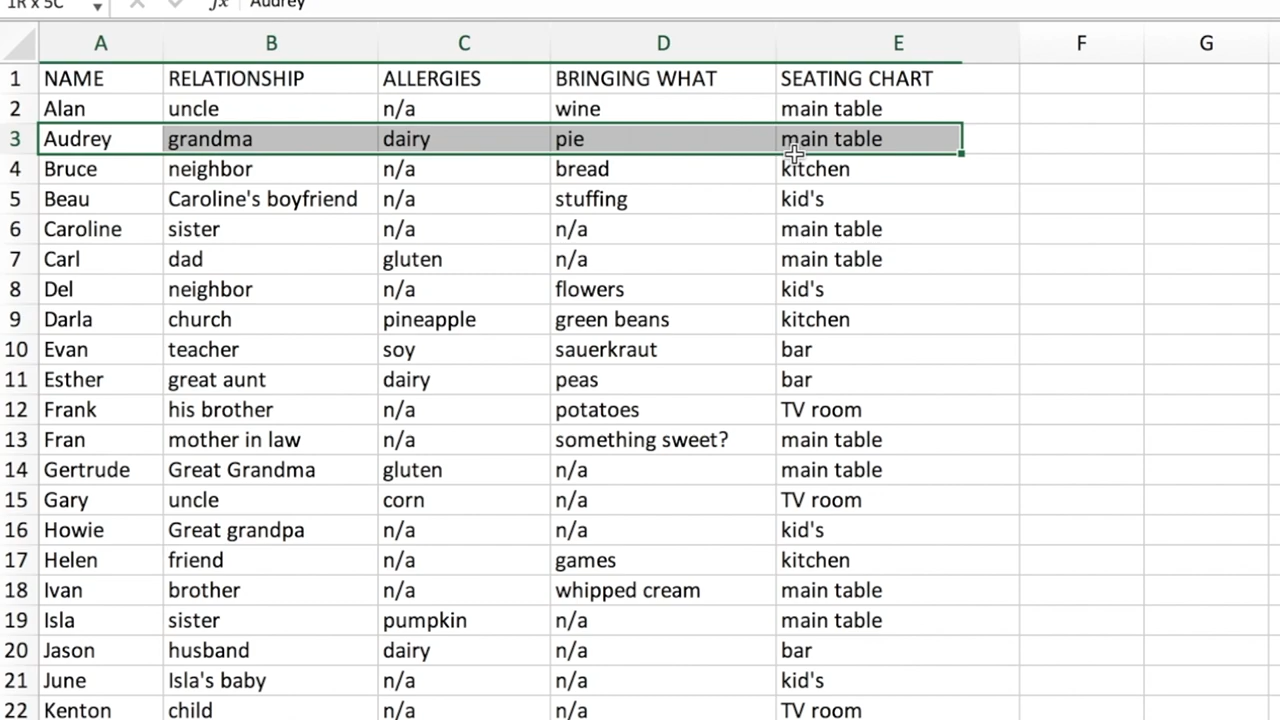 1R x 5C fx Audrey
A B C D E F G
1 NAME RELATIONSHIP ALLERGIES BRINGING WHAT SEATING CHART
2 Alan uncle n/a wine main table
3 Audrey grandma dairy pie main table
4 Bruce neighbor n/a bread kitchen
5 Beau Caroline's boyfriend n/a stuffing kid's
6 Caroline sister n/a n/a main table
7 Carl dad gluten n/a main table
8 Del neighbor n/a flowers kid's
9 Darla church pineapple green beans kitchen
10 Evan teacher soy sauerkraut bar
11 Esther great aunt dairy peas bar
12 Frank his brother n/a potatoes TV room
13 Fran mother in law n/a something sweet? main table
14 Gertrude Great Grandma gluten n/a main table
15 Gary uncle corn n/a TV room
16 Howie Great grandpa n/a n/a kid's
17 Helen friend n/a games kitchen
18 Ivan brother n/a whipped cream main table
19 Isla sister pumpkin n/a main table
20 Jason husband dairy n/a bar
21 June Isla's baby n/a n/a kid's
22 Kenton child n/a n/a TV room